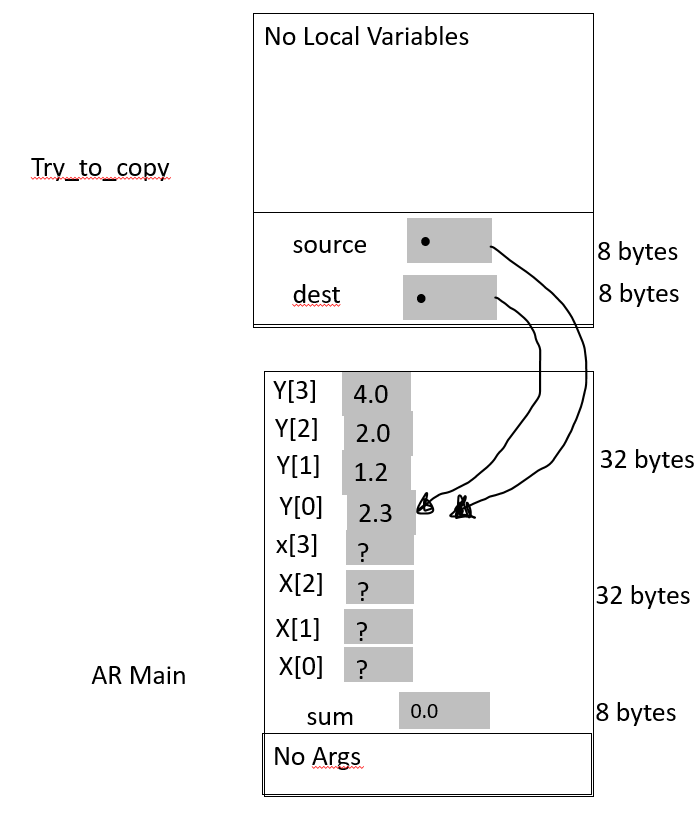 No Local Variables
Try_to_copy
source 8 bytes
dest 8 bytes
Y[3] 4.0
Y[2] 2.0
Y[1] 1.2 32 bytes
Y[0] 2.3
x[3] ?
X[2] ? 32 bytes
X[1] ?
X[0] ?
AR Main
sum 0.0 8 bytes
No Args